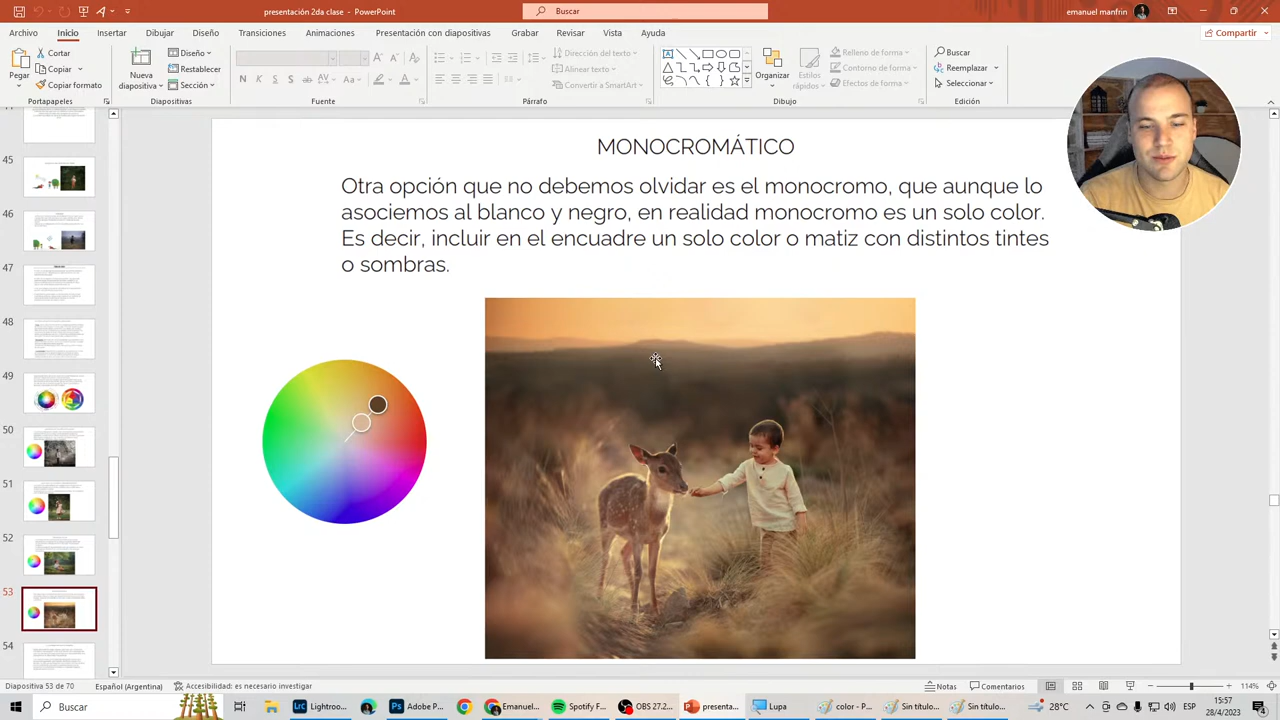 presentación 2da clase - PowerPoint
Buscar
emanuel manfrin
Archivo Inicio Insertar Dibujar Diseño Transiciones Animaciones Presentación con diapositivas Grabar Revisar Vista Ayuda
Compartir
Pegar
Cortar
Copiar
Copiar formato
Portapapeles
Nueva
diapositiva
Diseño
Restablecer
Sección
Diapositivas
Fuente
Dirección del texto
Alinear texto
Convertir a SmartArt
Párrafo
Organizar
Estilos
rápidos
Relleno de forma
Contorno de forma
Efectos de forma
Dibujo
Buscar
Reemplazar
Seleccionar
Edición
45
46
47
48
49
50
51
52
53
54
MONOCROMÁTICO
Otra opción que no debemos olvidar es el monocromo, que aunque lo
asociemos al blanco y negro, en realidad monocromo es un solo color.
Es decir, incluir en el encuadre un solo color o matiz con distintos tintes
o sombras.
Diapositiva 53 de 70 Español (Argentina) Accesibilidad: es necesario investigar
Notas Comentarios 114%
Buscar
Lightroo...
Adobe P...
Emanuel...
Spotify F...
OBS 27.2...
presenta...
Lupa
color - P...
Sin títul...
Sin títul...
28°C
ESP
15:57
28/4/2023